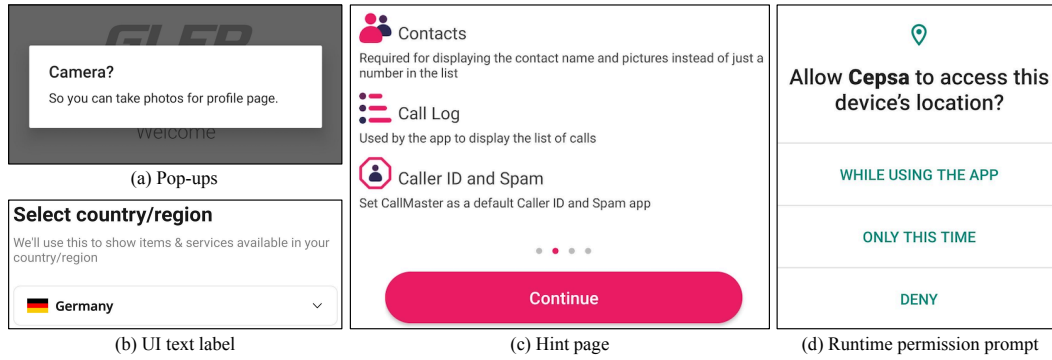 GLFR
Camera?
So you can take photos for profile page.
Welcome
(a) Pop-ups
Select country/region
We'll use this to show items & services available in your
country/region
Germany
(b) UI text label
Contacts
Required for displaying the contact name and pictures instead of just a
number in the list
Call Log
Used by the app to display the list of calls
Caller ID and Spam
Set CallMaster as a default Caller ID and Spam app
Continue
(c) Hint page
Allow Cepsa to access this
device's location?
WHILE USING THE APP
ONLY THIS TIME
DENY
(d) Runtime permission prompt